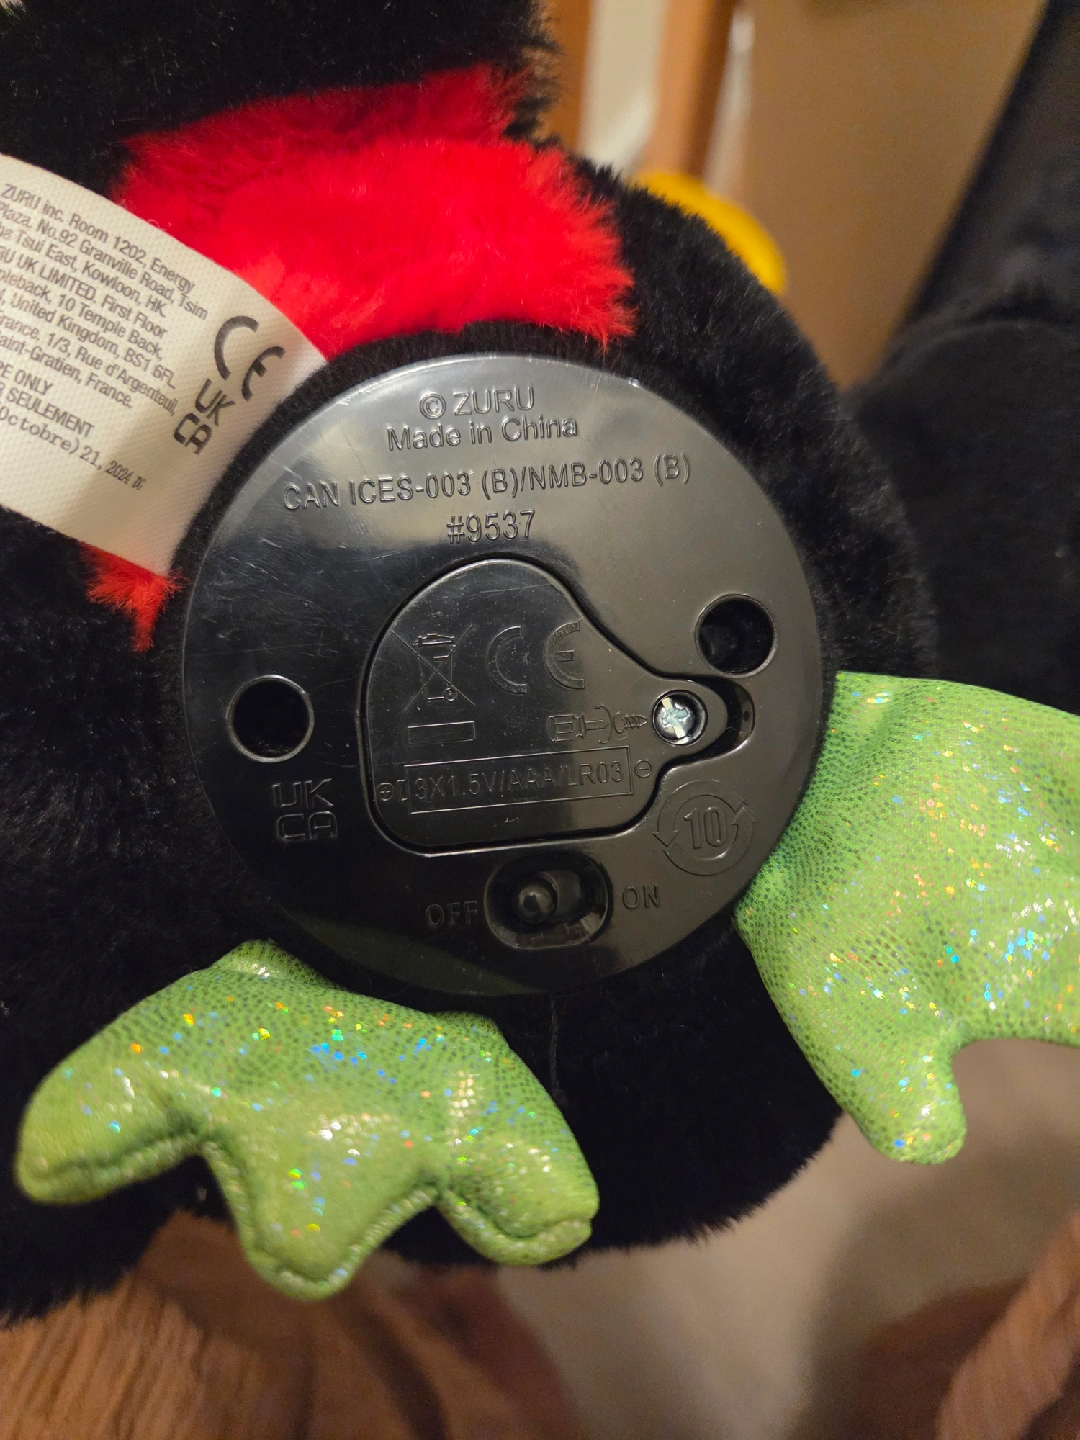 ZURU Inc. Room 1202, Energy
Plaza, No.92 Granville Road, Tsim
Tsui East, Kowloon, HK.
UK LIMITED. First Floor
10 Temple Back,
United Kingdom, BS1 6FL
France, 1/3, Rue d'Argenteuil,
Saint-Gratien, France.
ONLY
SEULEMENT
Octobre) 21, 2024
CE
UK
CA
© ZURU
Made in China
CAN ICES-003 (B)/NMB-003 (B)
#9537
CE
3X1.5V/AAA/LR03
UK
CA
10
OFF
ON